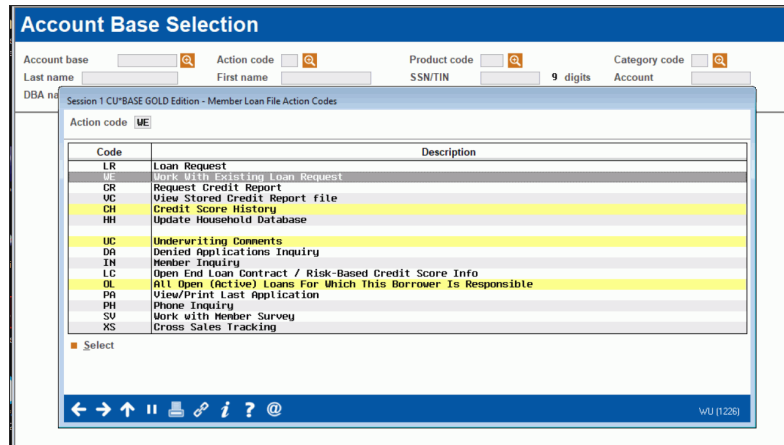 Account Base Selection
Account base Action code Product code Category code
Last name First name SSN/TIN 9 digits Account
DBA na
Session 1 CU*BASE GOLD Edition - Member Loan File Action Codes
Action code WE
Code Description
LR Loan Request
WE Work With Existing Loan Request
CR Request Credit Report
VC View Stored Credit Report file
CH Credit Score History
HH Update Household Database
UC Underwriting Comments
DA Denied Applications Inquiry
IN Member Inquiry
LC Open End Loan Contract / Risk-Based Credit Score Info
OL All Open (Active) Loans For Which This Borrower Is Responsible
PA View/Print Last Application
PH Phone Inquiry
SV Work with Member Survey
XS Cross Sales Tracking
Select
WU (1226)